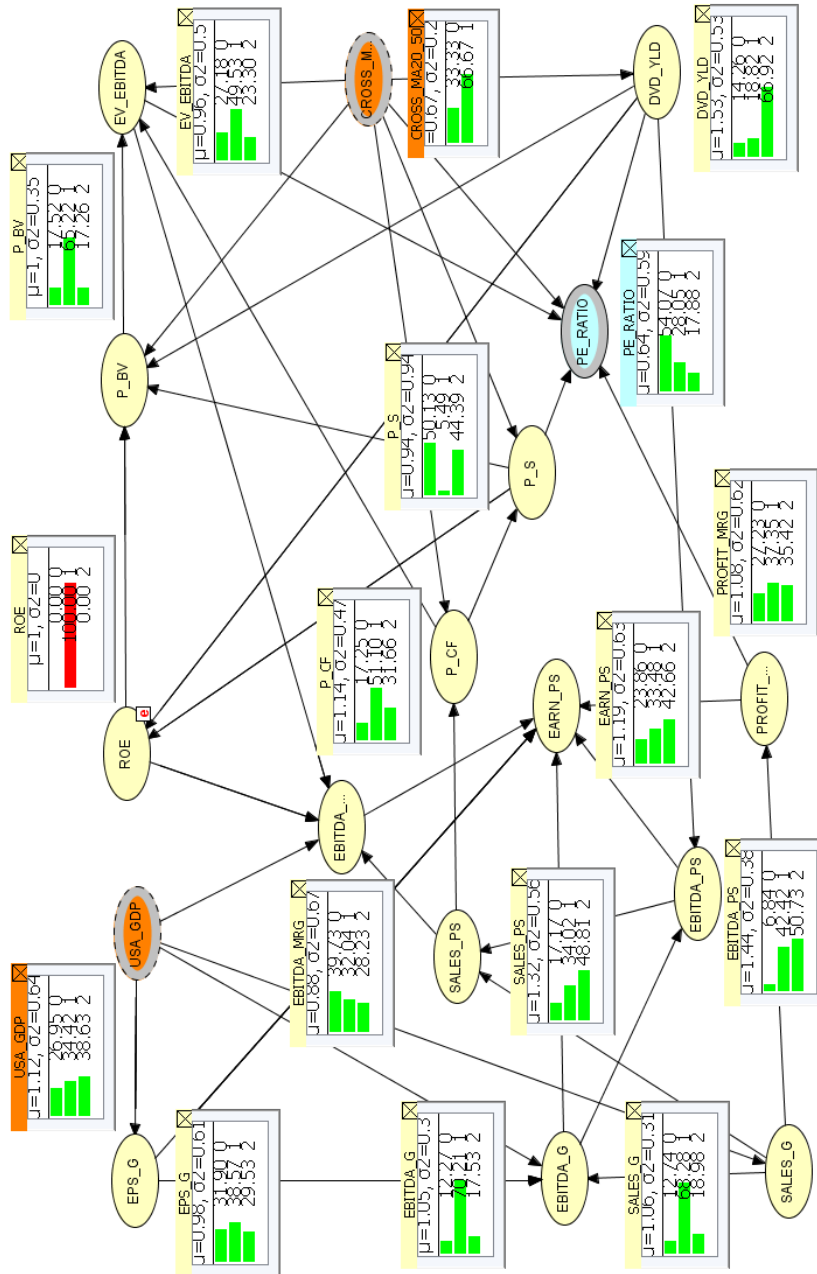 USA_GDP
μ=1.12, σ2=0.64
26.95 0
34.42 1
38.63 2
ROE
μ=1, σ2=0
0.00 0
100.00 1
0.00 2
P_BV
μ=1, σ2=0.35
17.52 0
65.22 1
17.26 2
EPS_G
USA_GDP
ROE
e
P_BV
EV_EBITDA
EPS_G
μ=0.98, σ2=0.61
31.90 0
38.57 1
29.53 2
EV_EBITDA
μ=0.96, σ2=0.5
27.18 0
49.53 1
23.30 2
EBITDA_MRG
μ=0.88, σ2=0.67
39.73 0
32.04 1
28.23 2
EBITDA_...
P_CF
μ=1.14, σ2=0.47
17.25 0
51.10 1
31.66 2
CROSS_M...
P_S
μ=0.94, σ2=0.94
50.13 0
5.49 1
44.39 2
EBITDA_G
μ=1.05, σ2=0.3
12.27 0
70.21 1
17.53 2
CROSS_MA20_50
=0.67, σ2=0.2
33.33 0
66.67 1
SALES_PS
P_CF
SALES_PS
μ=1.32, σ2=0.56
17.17 0
34.02 1
48.81 2
P_S
EBITDA_G
EARN_PS
PE_RATIO
EARN_PS
μ=1.19, σ2=0.63
23.86 0
33.48 1
42.66 2
PE_RATIO
μ=0.64, σ2=0.59
54.07 0
28.05 1
17.88 2
SALES_G
μ=1.06, σ2=0.31
12.74 0
68.28 1
18.98 2
DVD_YLD
EBITDA_PS
DVD_YLD
μ=1.53, σ2=0.53
14.26 0
18.82 1
66.92 2
EBITDA_PS
μ=1.44, σ2=0.38
6.84 0
42.42 1
50.73 2
PROFIT_MRG
μ=1.08, σ2=0.62
27.23 0
37.35 1
35.42 2
SALES_G
PROFIT_...